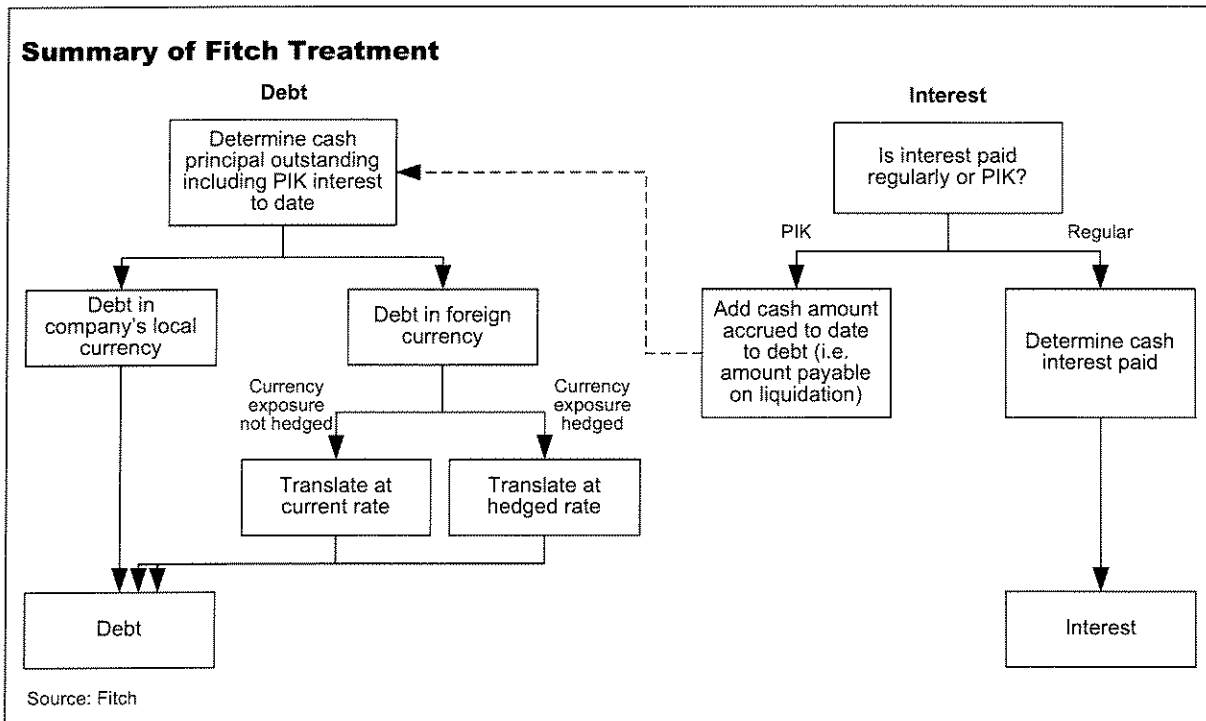 Summary of Fitch Treatment
Debt
Determine cash
principal outstanding
including PIK interest
to date
Debt in
company's local
currency
Debt in foreign
currency
Currency
exposure
not hedged
Currency
exposure
hedged
Translate at
current rate
Translate at
hedged rate
Debt
Interest
Is interest paid
regularly or PIK?
PIK
Regular
Add cash amount
accrued to date
to debt (i.e.
amount payable
on liquidation)
Determine cash
interest paid
Interest
Source: Fitch